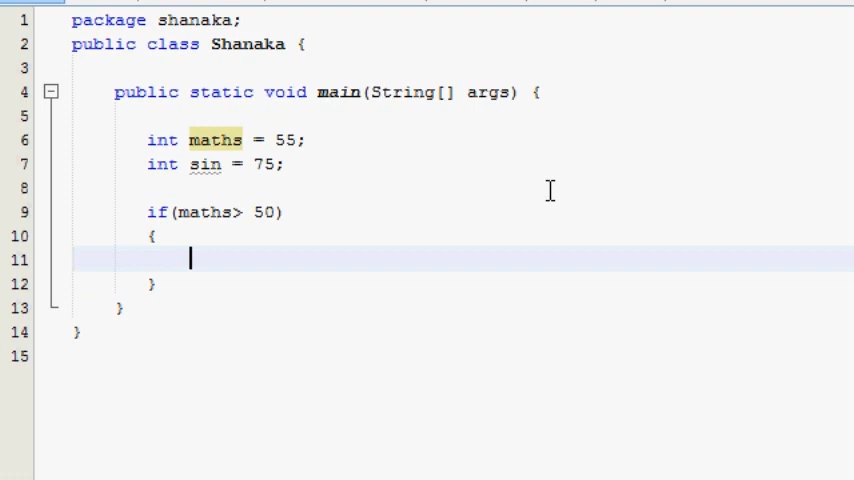 1 package shanaka;
2 public class Shanaka {
3
4 public static void main(String[] args) {
5
6 int maths = 55;
7 int sin = 75;
8
9 if(maths> 50)
10 {
11
12 }
13 }
14 }
15